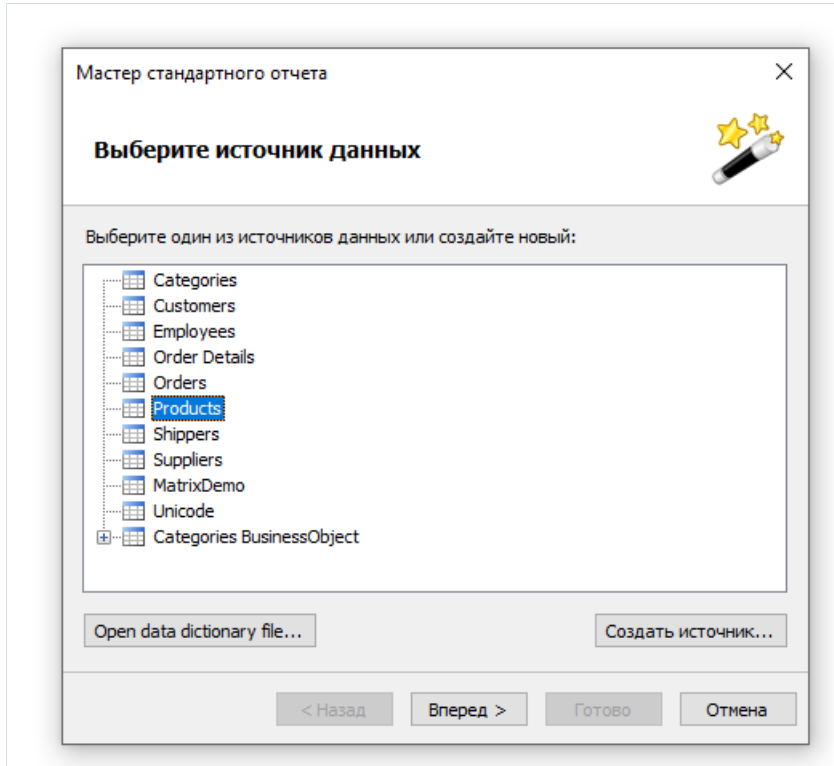 Мастер стандартного отчета
Выберите источник данных
Выберите один из источников данных или создайте новый:
Categories
Customers
Employees
Order Details
Orders
Products
Shippers
Suppliers
MatrixDemo
Unicode
Categories BusinessObject
Open data dictionary file... Создать источник...
< Назад Вперед > Готово Отмена